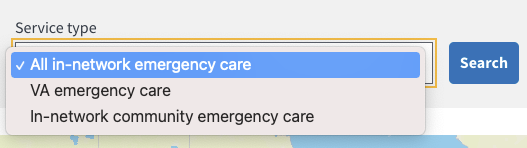 Service type
✓ All in-network emergency care
Search
VA emergency care
In-network community emergency care